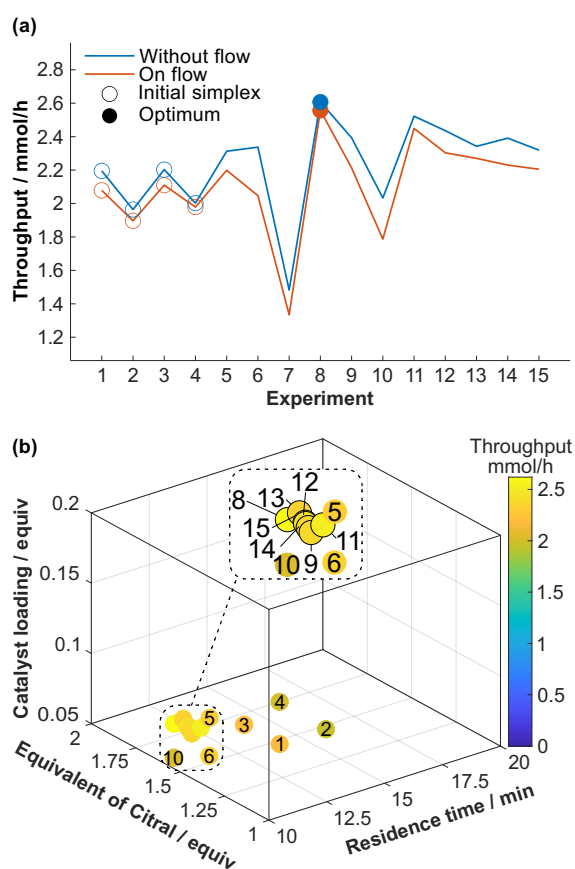 (a)
Without flow
On flow
Initial simplex
Optimum
2.8
2.6
2.4
2.2
2
1.8
1.6
1.4
1.2
Throughput / mmol/h
1 2 3 4 5 6 7 8 9 10 11 12 13 14 15
Experiment
(b)
Throughput
mmol/h
2.5
2
1.5
1
0.5
0
0.2
0.15
0.1
0.05
Catalyst loading / equiv
12
13
8
5
15
14
11
10 9 6
4
5
3
2
1
10 6
2
1.75
1.5
1.25
1
Equivalent of Citral / equiv
10
12.5
15
17.5
20
Residence time / min